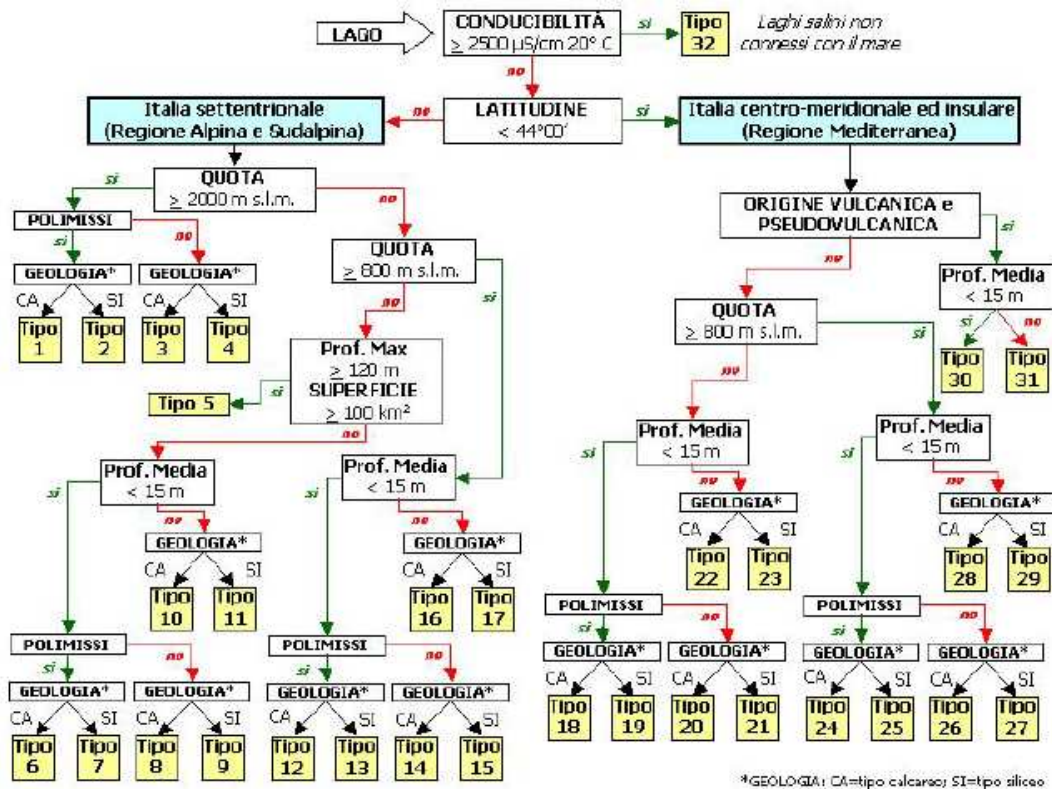 LAGO
CONDUCIBILITÀ
≥ 2500 µS/cm 20° C
si
Tipo
32
Laghi salini non
connessi con il mare
no
Italia settentrionale
(Regione Alpina e Sudalpina)
no
LATITUDINE
< 44°00'
si
Italia centro-meridionale ed insulare
(Regione Mediterranea)
si
QUOTA
≥ 2000 m s.l.m.
no
POLIMISSI
si
no
GEOLOGIA*
GEOLOGIA*
CA
SI
CA
SI
Tipo
1
Tipo
2
Tipo
3
Tipo
4
QUOTA
≥ 800 m s.l.m.
no
si
Prof. Max
≥ 120 m
SUPERFICIE
≥ 100 km²
si
Tipo 5
no
Prof. Media
< 15 m
si
no
GEOLOGIA*
CA
SI
Tipo
10
Tipo
11
POLIMISSI
si
no
GEOLOGIA*
GEOLOGIA*
CA
SI
CA
SI
Tipo
6
Tipo
7
Tipo
8
Tipo
9
Prof. Media
< 15 m
si
no
GEOLOGIA*
CA
SI
Tipo
16
Tipo
17
POLIMISSI
si
no
GEOLOGIA*
GEOLOGIA*
CA
SI
CA
SI
Tipo
12
Tipo
13
Tipo
14
Tipo
15
ORIGINE VULCANICA e
PSEUDOVULCANICA
si
no
Prof. Media
< 15 m
si
no
Tipo
30
Tipo
31
QUOTA
≥ 800 m s.l.m.
no
si
Prof. Media
< 15 m
si
no
GEOLOGIA*
CA
SI
Tipo
22
Tipo
23
POLIMISSI
si
no
GEOLOGIA*
GEOLOGIA*
CA
SI
CA
SI
Tipo
18
Tipo
19
Tipo
20
Tipo
21
Prof. Media
< 15 m
si
no
GEOLOGIA*
CA
SI
Tipo
28
Tipo
29
POLIMISSI
si
no
GEOLOGIA*
GEOLOGIA*
CA
SI
CA
SI
Tipo
24
Tipo
25
Tipo
26
Tipo
27
*GEOLOGIA: CA=tipo calcareo; SI=tipo siliceo